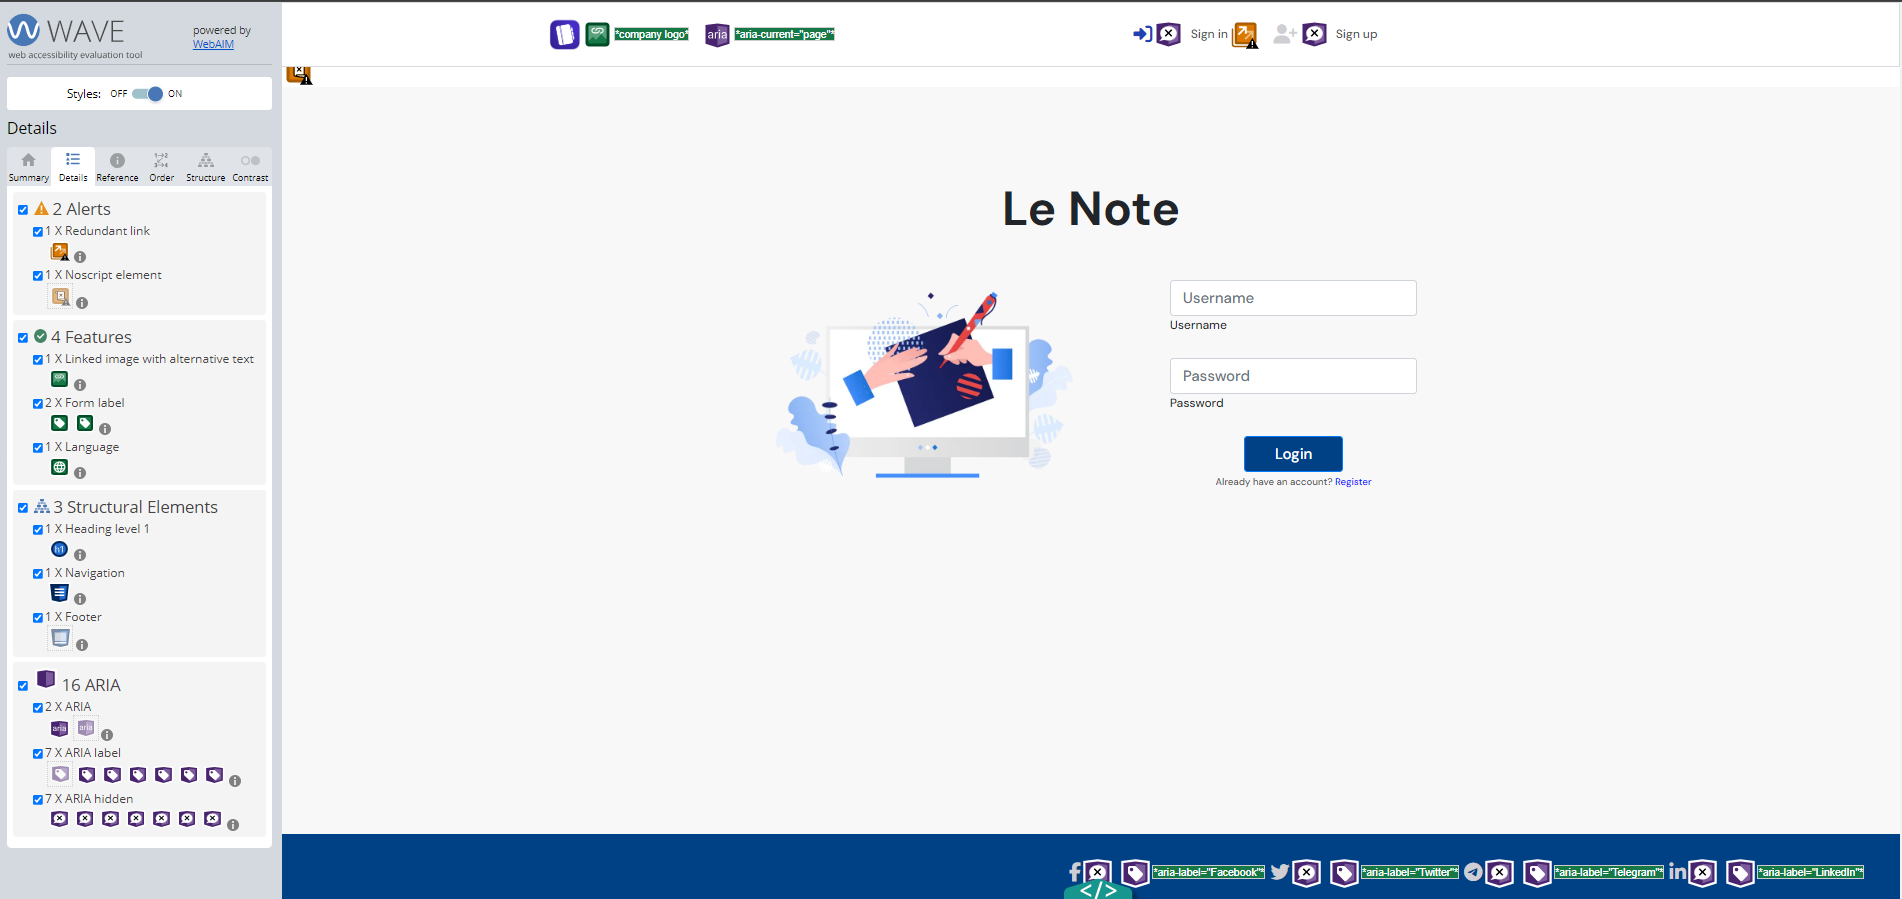 WAVE
powered by
WebAIM
web accessibility evaluation tool
Styles: OFF ON
Details
Summary Details Reference Order Structure Contrast
2 Alerts
1 X Redundant link
1 X Noscript element
4 Features
1 X Linked image with alternative text
2 X Form label
1 X Language
3 Structural Elements
1 X Heading level 1
h1
1 X Navigation
1 X Footer
16 ARIA
2 X ARIA
aria aria
7 X ARIA label
7 X ARIA hidden
*company logo* aria *aria-current="page"*
Sign in Sign up
Le Note
Username
Username
Password
Password
Login
Already have an account? Register
*aria-label="Facebook"* *aria-label="Twitter"* *aria-label="Telegram"* in *aria-label="LinkedIn"*
</>